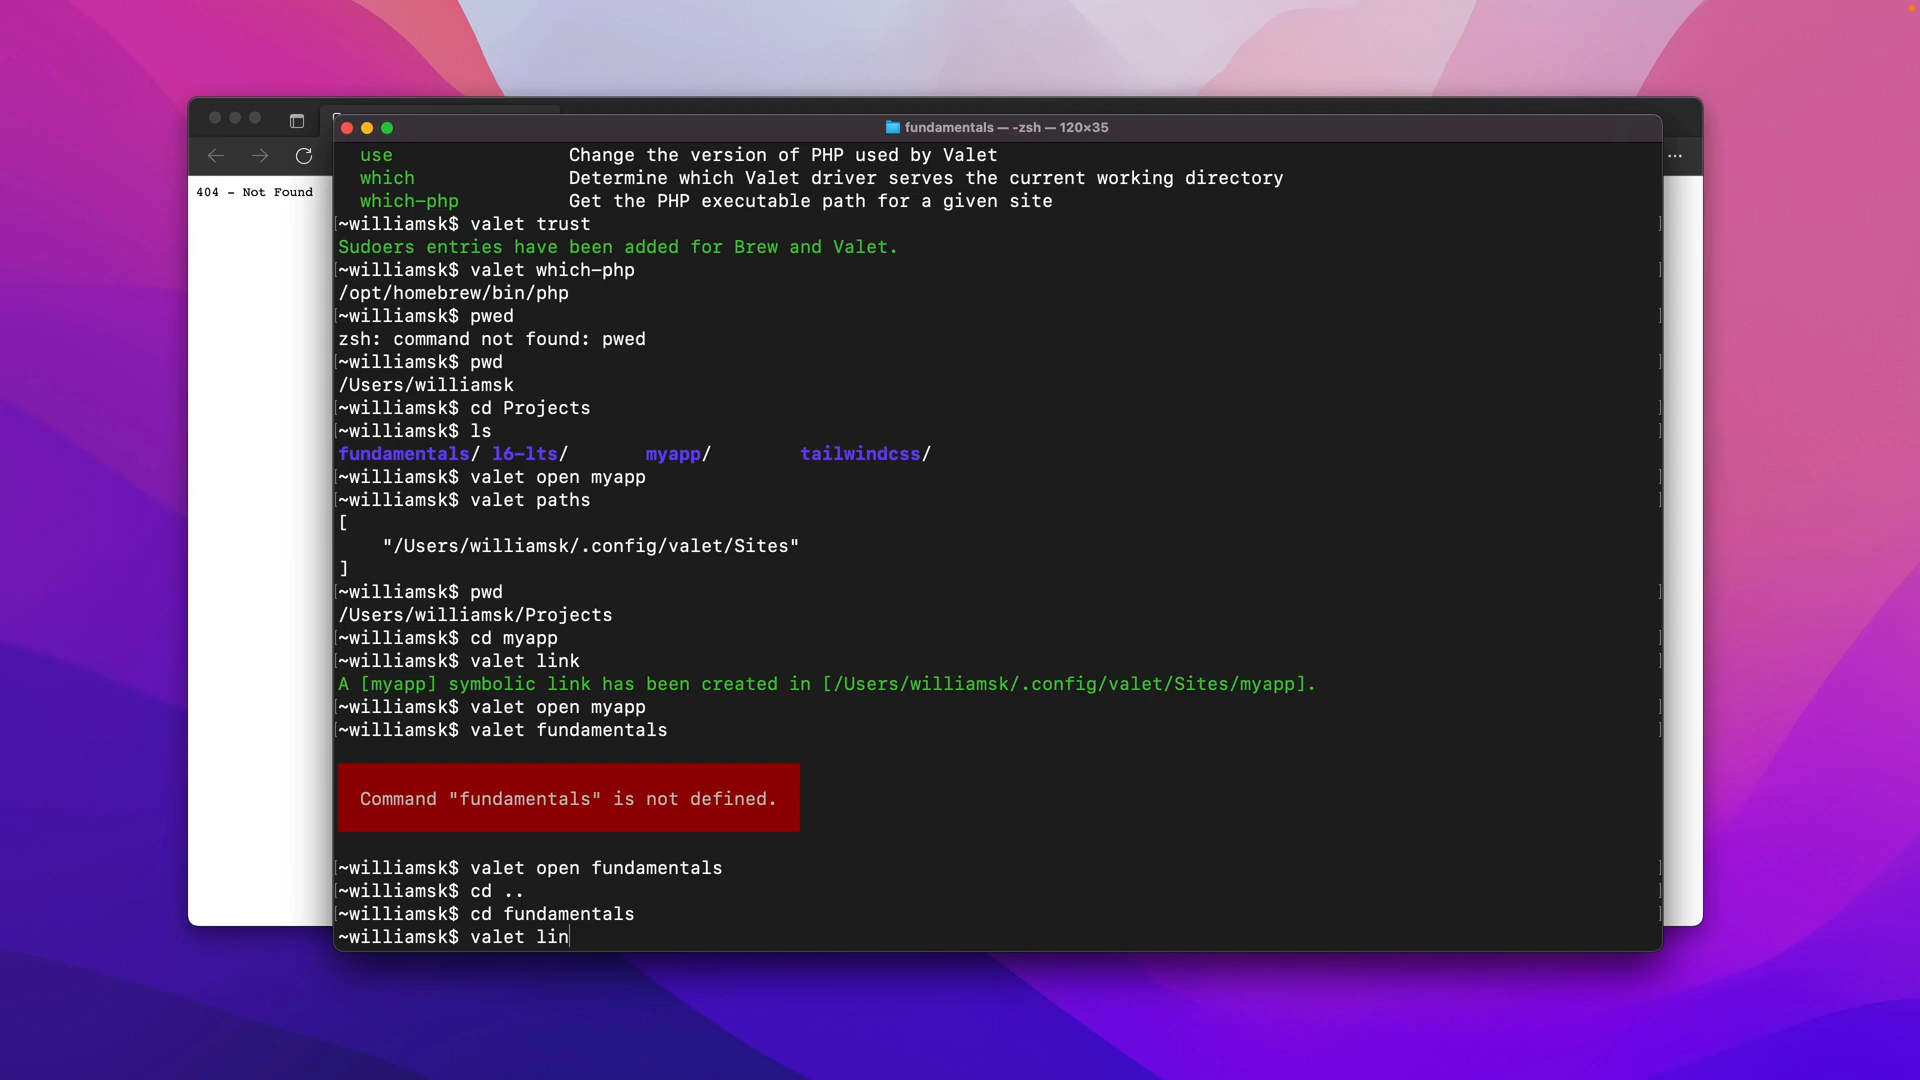 fundamentals — -zsh — 120×35
404 - Not Found
use Change the version of PHP used by Valet
which Determine which Valet driver serves the current working directory
which-php Get the PHP executable path for a given site
[~williamsk$ valet trust ]
Sudoers entries have been added for Brew and Valet.
[~williamsk$ valet which-php ]
/opt/homebrew/bin/php
[~williamsk$ pwed ]
zsh: command not found: pwed
[~williamsk$ pwd ]
/Users/williamsk
[~williamsk$ cd Projects ]
[~williamsk$ ls ]
fundamentals/ l6-lts/ myapp/ tailwindcss/
[~williamsk$ valet open myapp ]
[~williamsk$ valet paths ]
[
"/Users/williamsk/.config/valet/Sites"
]
[~williamsk$ pwd ]
/Users/williamsk/Projects
[~williamsk$ cd myapp ]
[~williamsk$ valet link ]
A [myapp] symbolic link has been created in [/Users/williamsk/.config/valet/Sites/myapp].
[~williamsk$ valet open myapp ]
[~williamsk$ valet fundamentals ]
Command "fundamentals" is not defined.
[~williamsk$ valet open fundamentals ]
[~williamsk$ cd .. ]
[~williamsk$ cd fundamentals ]
~williamsk$ valet lin